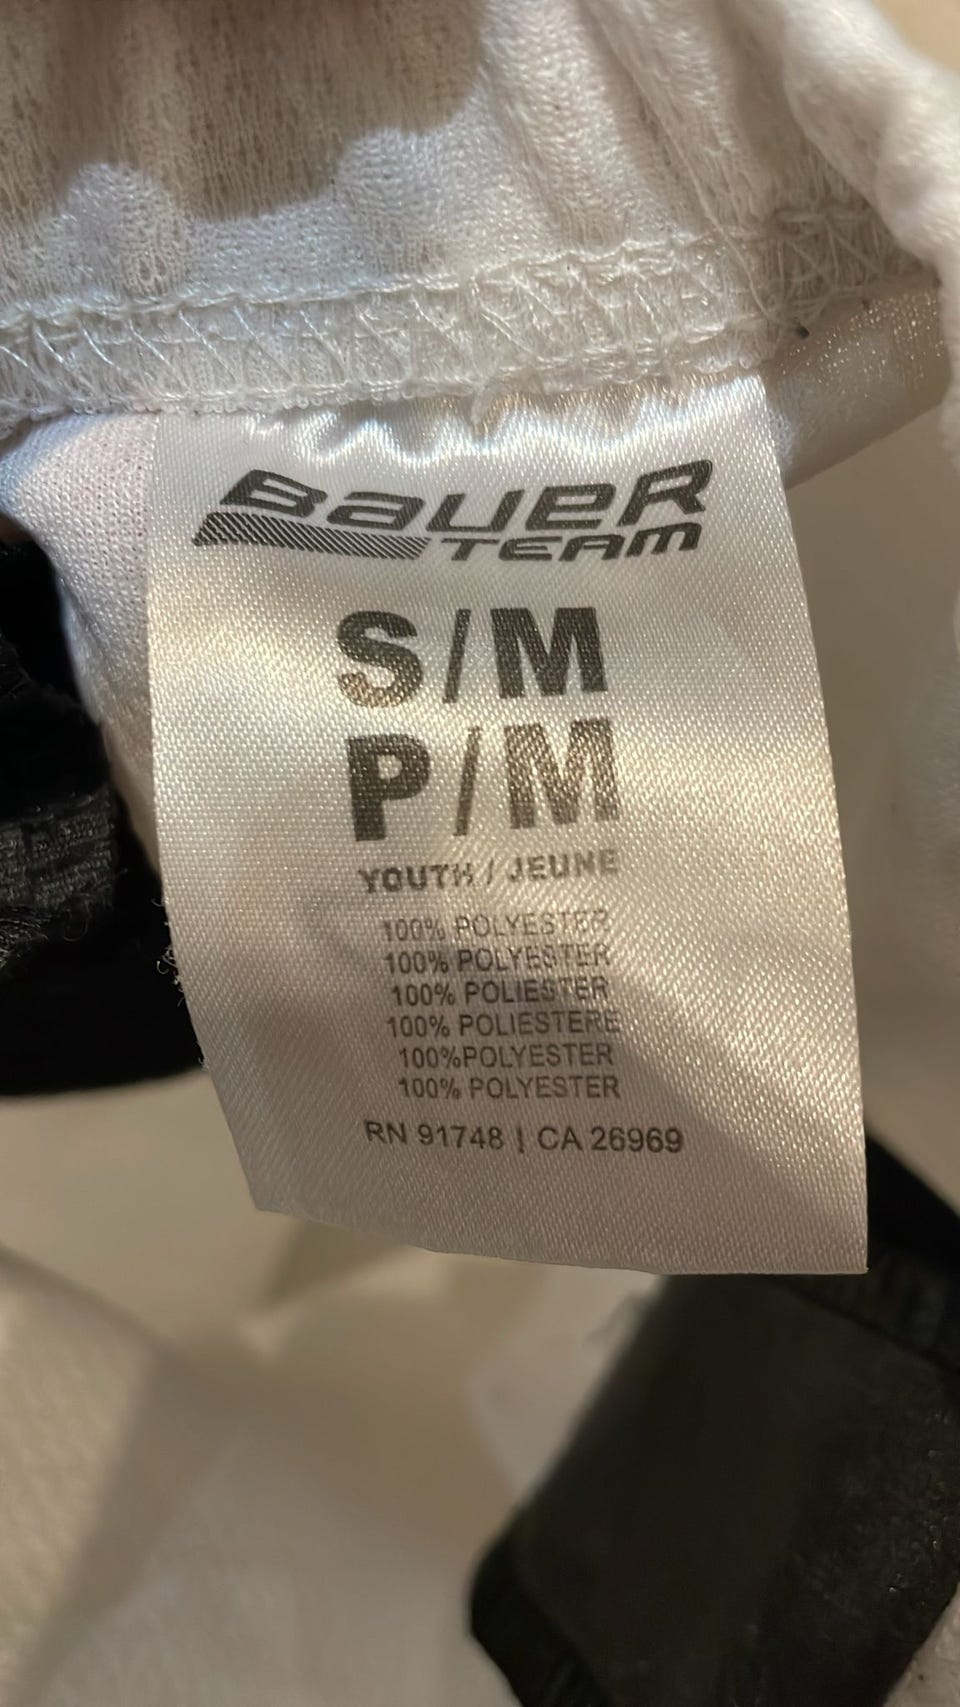 BAUER
TEAM
S/M
P/M
YOUTH / JEUNE
100% POLYESTER
100% POLYESTER
100% POLIESTER
100% POLIESTERE
100%POLYESTER
100% POLYESTER
RN 91748 | CA 26969